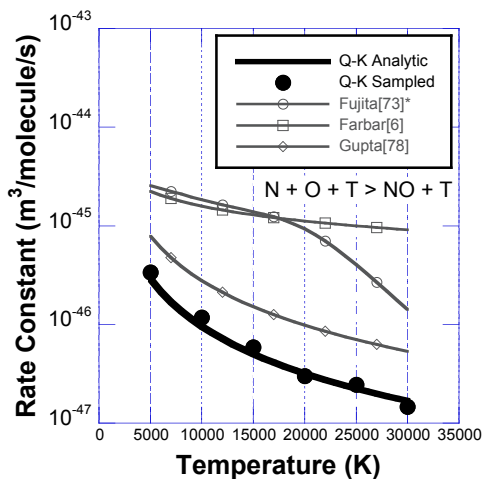 10-43
Q-K Analytic
Q-K Sampled
Fujita[73]*
Farbar[6]
Gupta[78]
10-44
N + O + T > NO + T
10-45
10-46
10-47
Rate Constant (m3/molecule/s)
0 5000 10000 15000 20000 25000 30000 35000
Temperature (K)